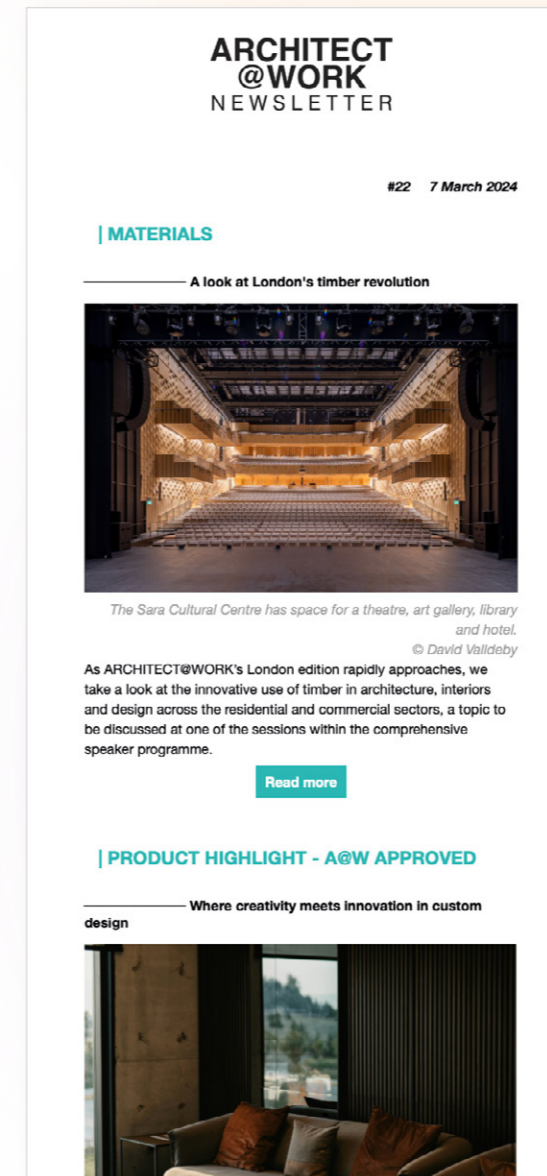 ARCHITECT
@WORK
NEWSLETTER
#22 7 March 2024
| MATERIALS
A look at London's timber revolution
The Sara Cultural Centre has space for a theatre, art gallery, library
and hotel.
© David Valldeby
As ARCHITECT@WORK's London edition rapidly approaches, we
take a look at the innovative use of timber in architecture, interiors
and design across the residential and commercial sectors, a topic to
be discussed at one of the sessions within the comprehensive
speaker programme.
Read more
| PRODUCT HIGHLIGHT - A@W APPROVED
Where creativity meets innovation in custom
design